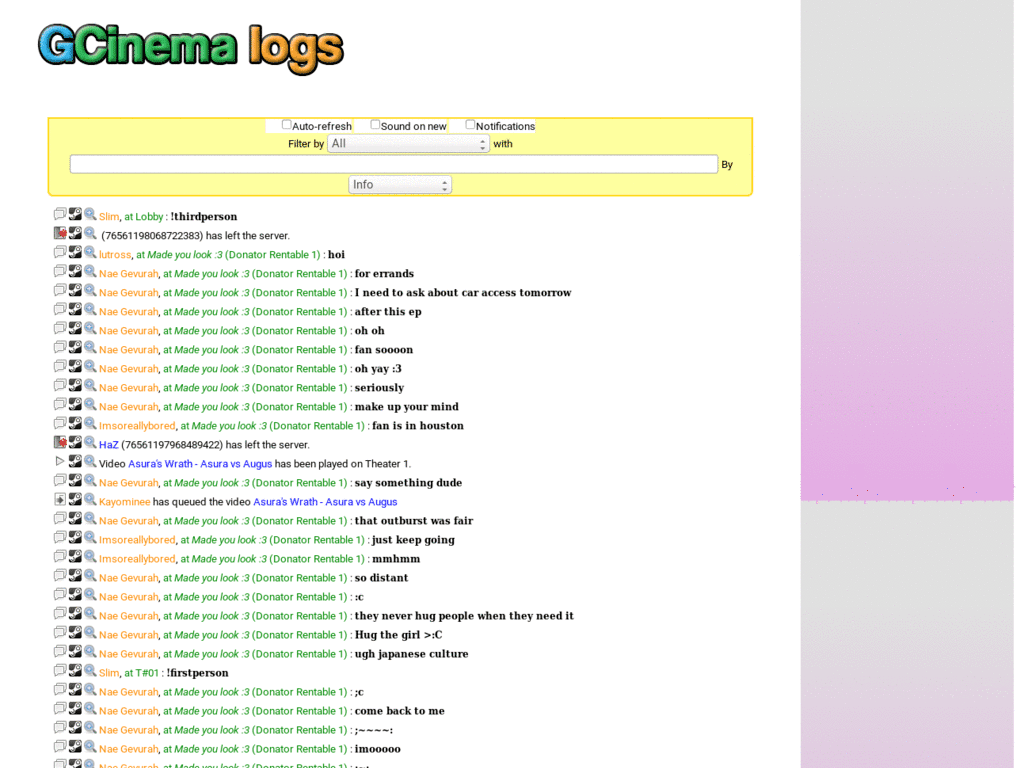 GCinema logs
Auto-refresh Sound on new Notifications
Filter by All with
By
Info
Slim, at Lobby : !thirdperson
(76561198068722383) has left the server.
lutross, at Made you look :3 (Donator Rentable 1) : hoi
Nae Gevurah, at Made you look :3 (Donator Rentable 1) : for errands
Nae Gevurah, at Made you look :3 (Donator Rentable 1) : I need to ask about car access tomorrow
Nae Gevurah, at Made you look :3 (Donator Rentable 1) : after this ep
Nae Gevurah, at Made you look :3 (Donator Rentable 1) : oh oh
Nae Gevurah, at Made you look :3 (Donator Rentable 1) : fan soooon
Nae Gevurah, at Made you look :3 (Donator Rentable 1) : oh yay :3
Nae Gevurah, at Made you look :3 (Donator Rentable 1) : seriously
Nae Gevurah, at Made you look :3 (Donator Rentable 1) : make up your mind
Imsoreallybored, at Made you look :3 (Donator Rentable 1) : fan is in houston
HaZ (76561197968489422) has left the server.
Video Asura's Wrath - Asura vs Augus has been played on Theater 1.
Nae Gevurah, at Made you look :3 (Donator Rentable 1) : say something dude
Kayominee has queued the video Asura's Wrath - Asura vs Augus
Nae Gevurah, at Made you look :3 (Donator Rentable 1) : that outburst was fair
Imsoreallybored, at Made you look :3 (Donator Rentable 1) : just keep going
Imsoreallybored, at Made you look :3 (Donator Rentable 1) : mmhmm
Nae Gevurah, at Made you look :3 (Donator Rentable 1) : so distant
Nae Gevurah, at Made you look :3 (Donator Rentable 1) : :c
Nae Gevurah, at Made you look :3 (Donator Rentable 1) : they never hug people when they need it
Nae Gevurah, at Made you look :3 (Donator Rentable 1) : Hug the girl >:C
Nae Gevurah, at Made you look :3 (Donator Rentable 1) : ugh japanese culture
Slim, at T#01 : !firstperson
Nae Gevurah, at Made you look :3 (Donator Rentable 1) : ;c
Nae Gevurah, at Made you look :3 (Donator Rentable 1) : come back to me
Nae Gevurah, at Made you look :3 (Donator Rentable 1) : ;~~~~:
Nae Gevurah, at Made you look :3 (Donator Rentable 1) : imooooo
Nae Gevurah, at Made you look :3 (Donator Rentable 1) :